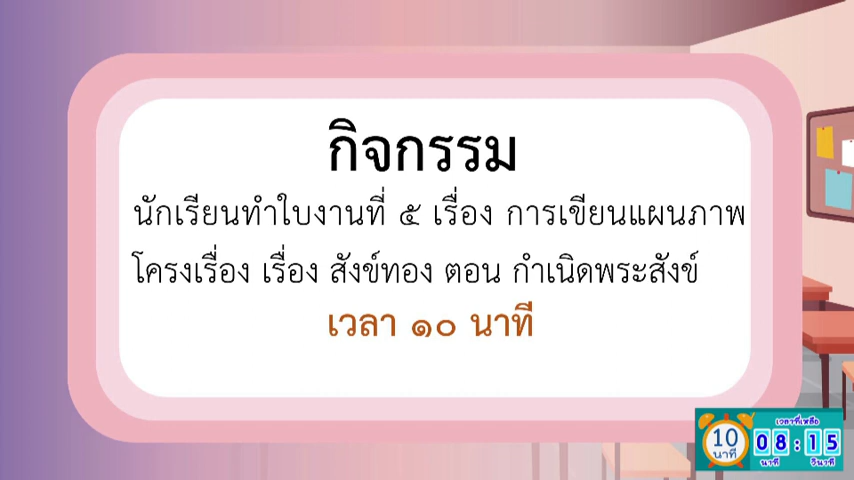 กิจกรรม
นักเรียนทำใบงานที่ ๕ เรื่อง การเขียนแผนภาพ
โครงเรื่อง เรื่อง สังข์ทอง ตอน กำเนิดพระสังข์
เวลา ๑๐ นาที
10
นาที
เวลาที่เหลือ
08:15
นาที วินาที